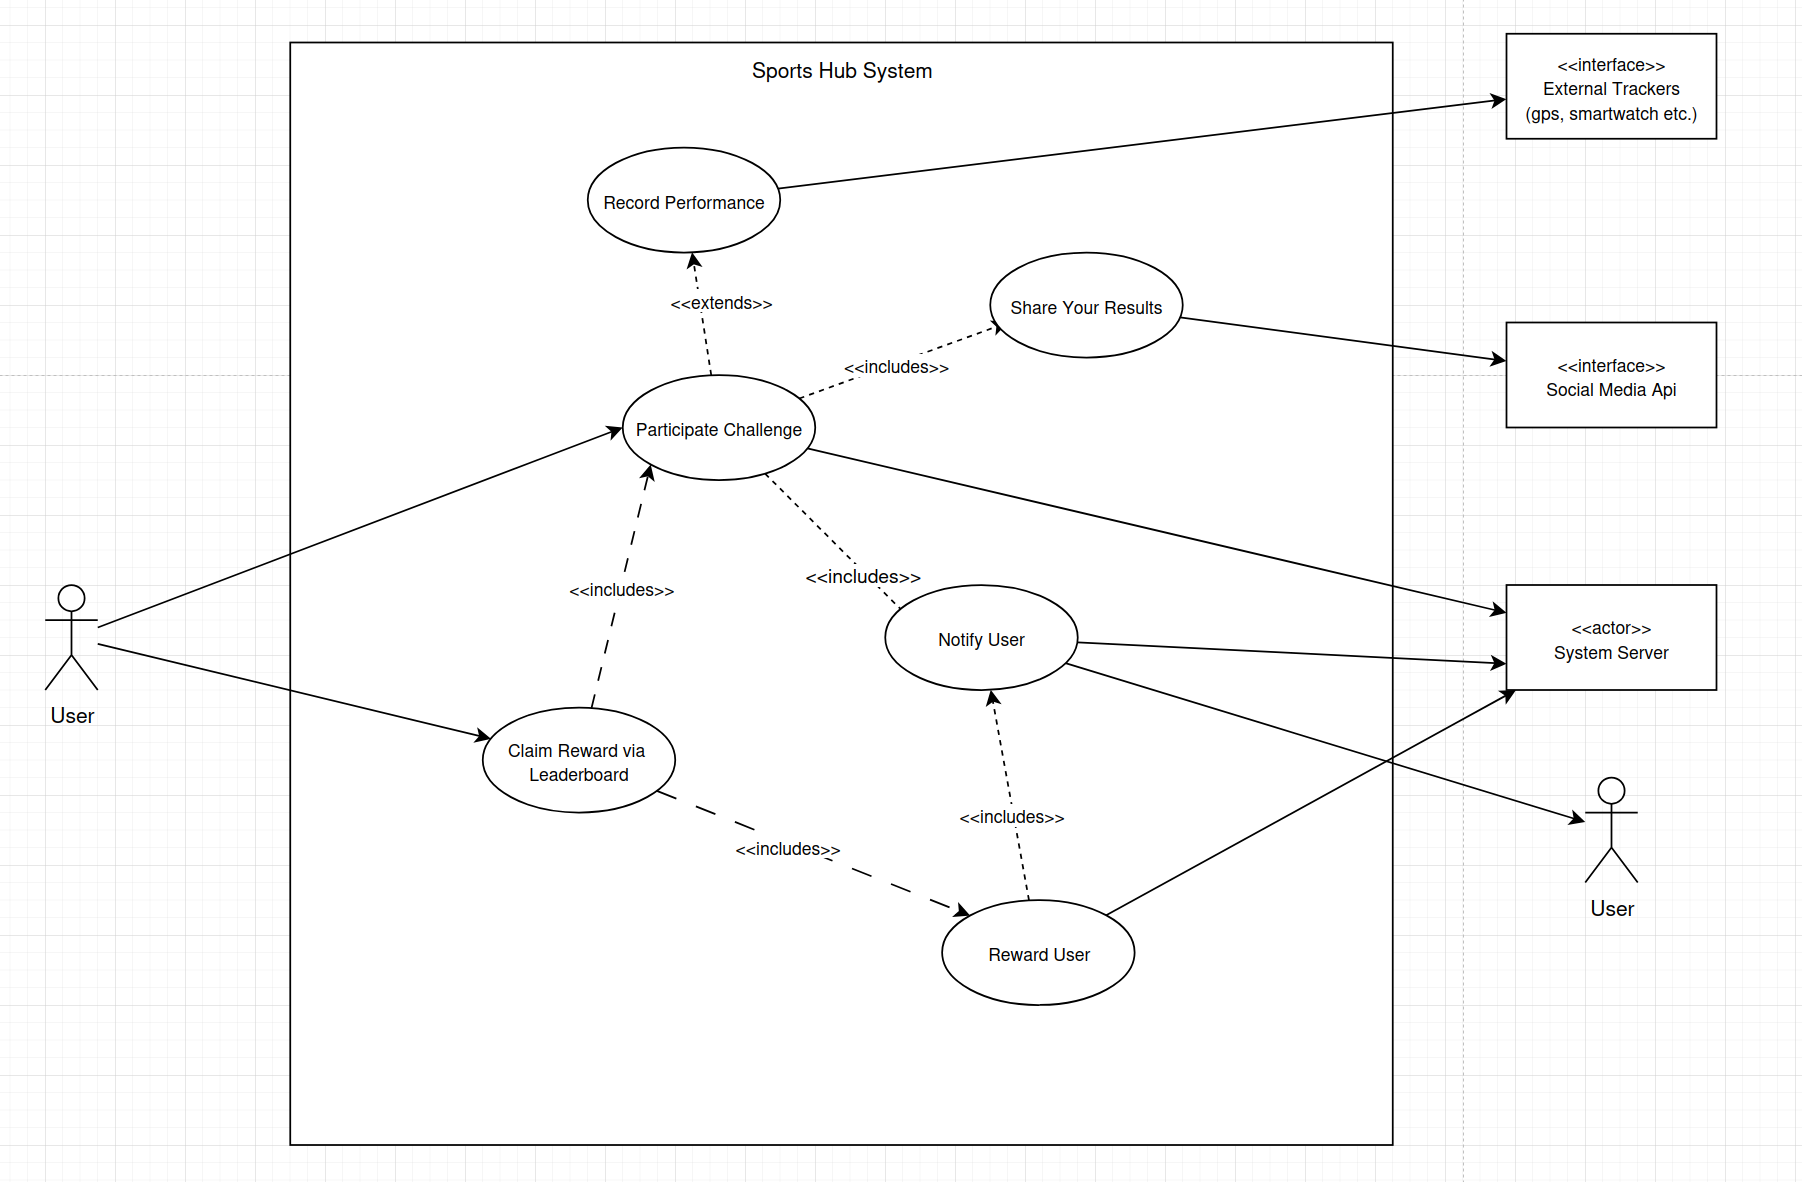 Sports Hub System
<<interface>>
External Trackers
(gps, smartwatch etc.)
Record Performance
<<extends>>
Share Your Results
<<includes>>
<<interface>>
Social Media Api
Participate Challenge
<<includes>>
<<includes>>
Notify User
<<actor>>
System Server
User
Claim Reward via
Leaderboard
<<includes>>
<<includes>>
Reward User
User